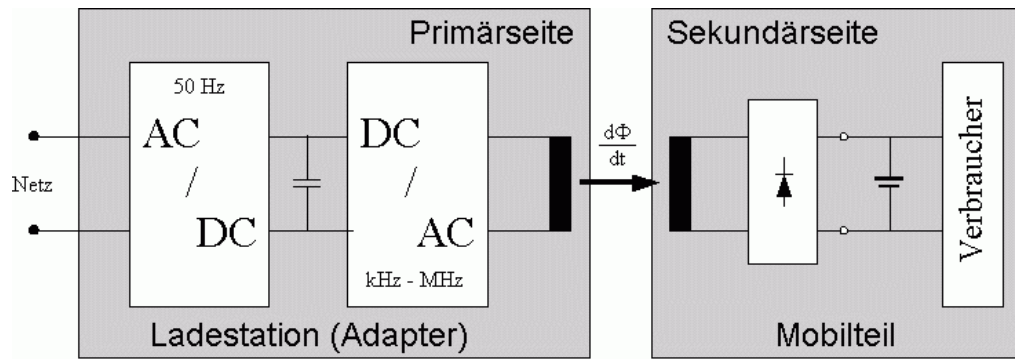 Primärseite
Sekundärseite
50 Hz
AC
/
DC
DC
/
AC
kHz - MHz
Netz
dΦ
dt
Verbraucher
Ladestation (Adapter)
Mobilteil